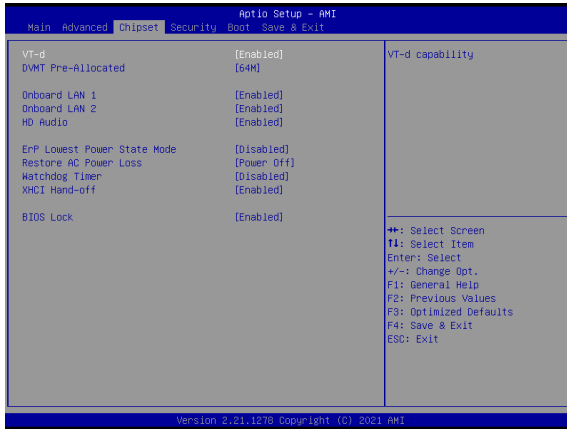 Aptio Setup - AMI
Main Advanced Chipset Security Boot Save & Exit
VT-d [Enabled]
DVMT Pre-Allocated [64M]
Onboard LAN 1 [Enabled]
Onboard LAN 2 [Enabled]
HD Audio [Enabled]
ErP Lowest Power State Mode [Disabled]
Restore AC Power Loss [Power Off]
Watchdog Timer [Disabled]
XHCI Hand-off [Enabled]
BIOS Lock [Enabled]
VT-d capability
→←: Select Screen
↑↓: Select Item
Enter: Select
+/-: Change Opt.
F1: General Help
F2: Previous Values
F3: Optimized Defaults
F4: Save & Exit
ESC: Exit
Version 2.21.1278 Copyright (C) 2021 AMI